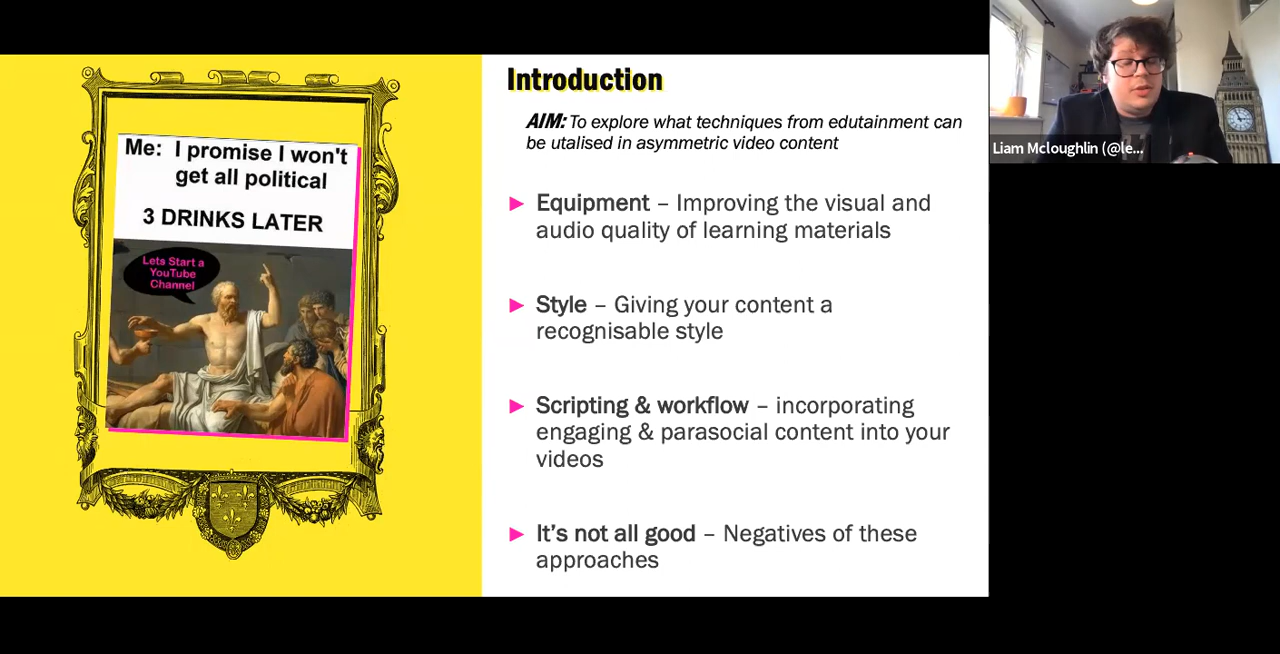 Me: I promise I won't
get all political
3 DRINKS LATER
Lets Start a
YouTube
Channel
Introduction
AIM: To explore what techniques from edutainment can
be utalised in asymmetric video content
► Equipment – Improving the visual and
audio quality of learning materials
► Style – Giving your content a
recognisable style
► Scripting & workflow – incorporating
engaging & parasocial content into your
videos
► It's not all good – Negatives of these
approaches
Liam Mcloughlin (@le...